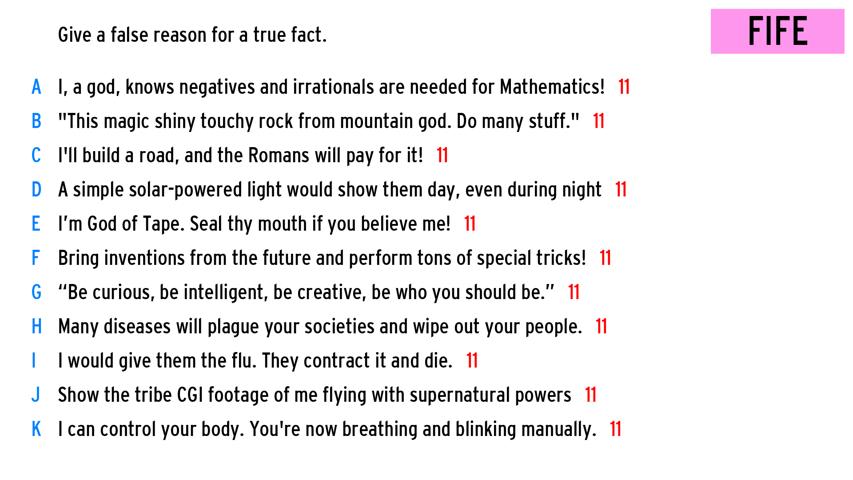 Give a false reason for a true fact.
FIFE
A I, a god, knows negatives and irrationals are needed for Mathematics! 11
B "This magic shiny touchy rock from mountain god. Do many stuff." 11
C I'll build a road, and the Romans will pay for it! 11
D A simple solar-powered light would show them day, even during night 11
E I’m God of Tape. Seal thy mouth if you believe me! 11
F Bring inventions from the future and perform tons of special tricks! 11
G “Be curious, be intelligent, be creative, be who you should be.” 11
H Many diseases will plague your societies and wipe out your people. 11
I I would give them the flu. They contract it and die. 11
J Show the tribe CGI footage of me flying with supernatural powers 11
K I can control your body. You're now breathing and blinking manually. 11